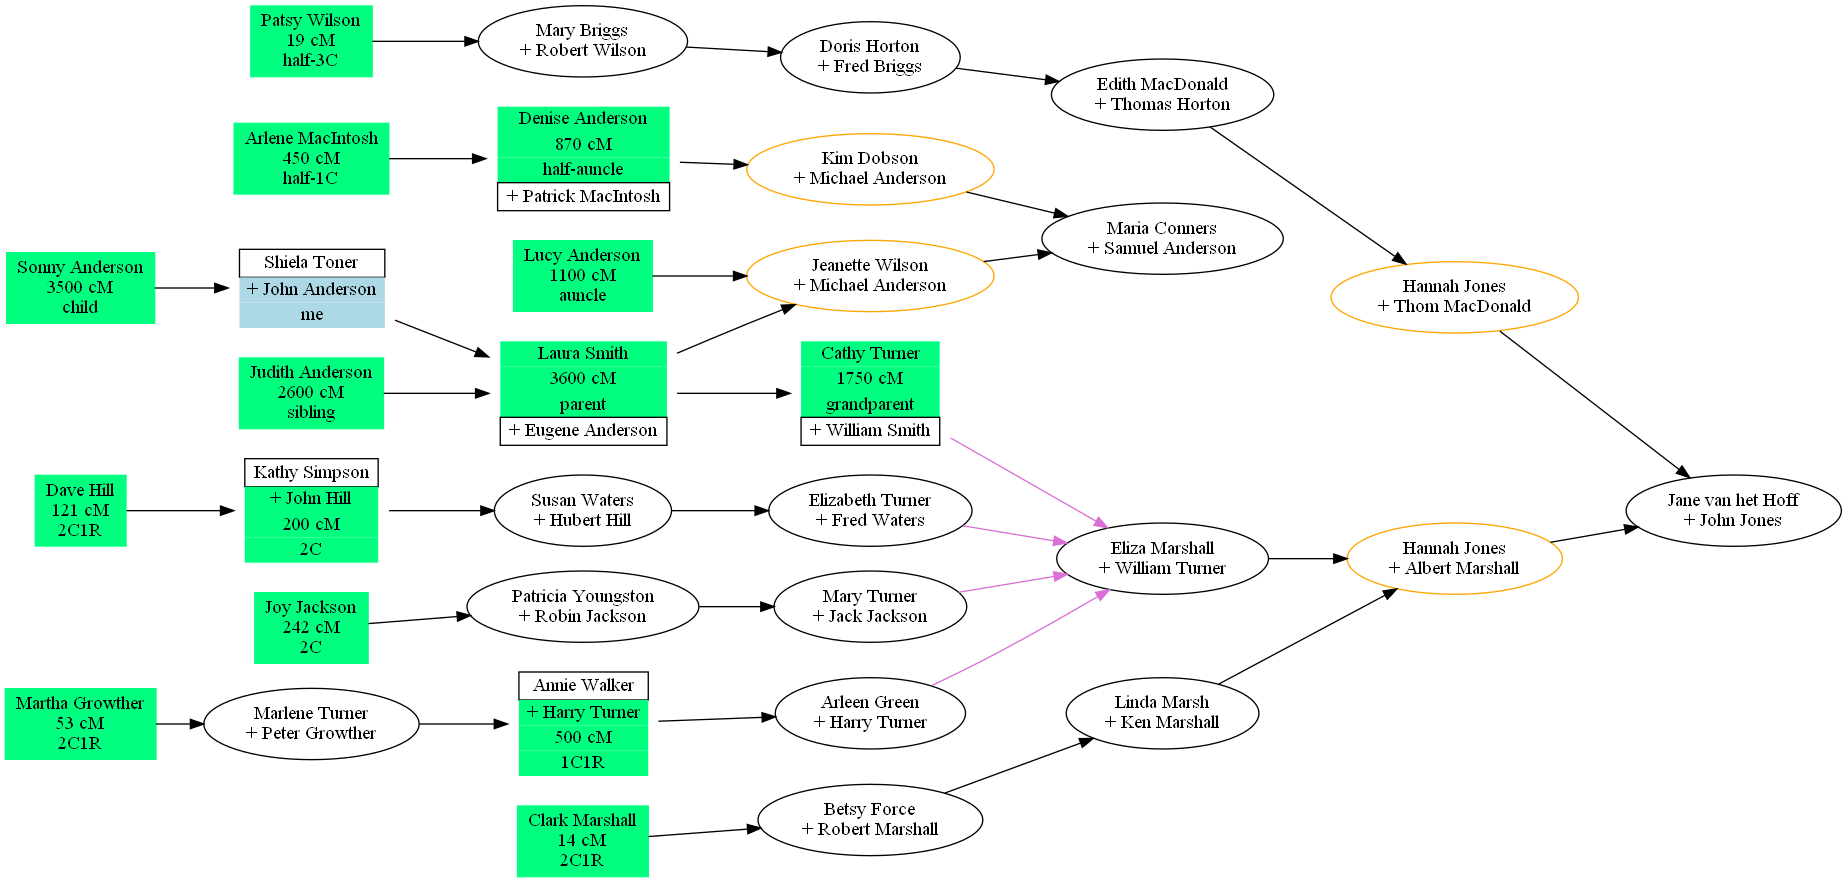 Patsy Wilson
19 cM
half-3C
Mary Briggs
+ Robert Wilson
Doris Horton
+ Fred Briggs
Edith MacDonald
+ Thomas Horton
Arlene MacIntosh
450 cM
half-1C
Denise Anderson
870 cM
half-auncle
+ Patrick MacIntosh
Kim Dobson
+ Michael Anderson
Maria Conners
+ Samuel Anderson
Sonny Anderson
3500 cM
child
Shiela Toner
+ John Anderson
me
Lucy Anderson
1100 cM
auncle
Jeanette Wilson
+ Michael Anderson
Hannah Jones
+ Thom MacDonald
Judith Anderson
2600 cM
sibling
Laura Smith
3600 cM
parent
+ Eugene Anderson
Cathy Turner
1750 cM
grandparent
+ William Smith
Dave Hill
121 cM
2C1R
Kathy Simpson
+ John Hill
200 cM
2C
Susan Waters
+ Hubert Hill
Elizabeth Turner
+ Fred Waters
Eliza Marshall
+ William Turner
Hannah Jones
+ Albert Marshall
Jane van het Hoff
+ John Jones
Joy Jackson
242 cM
2C
Patricia Youngston
+ Robin Jackson
Mary Turner
+ Jack Jackson
Martha Growther
53 cM
2C1R
Marlene Turner
+ Peter Growther
Annie Walker
+ Harry Turner
500 cM
1C1R
Arleen Green
+ Harry Turner
Linda Marsh
+ Ken Marshall
Clark Marshall
14 cM
2C1R
Betsy Force
+ Robert Marshall